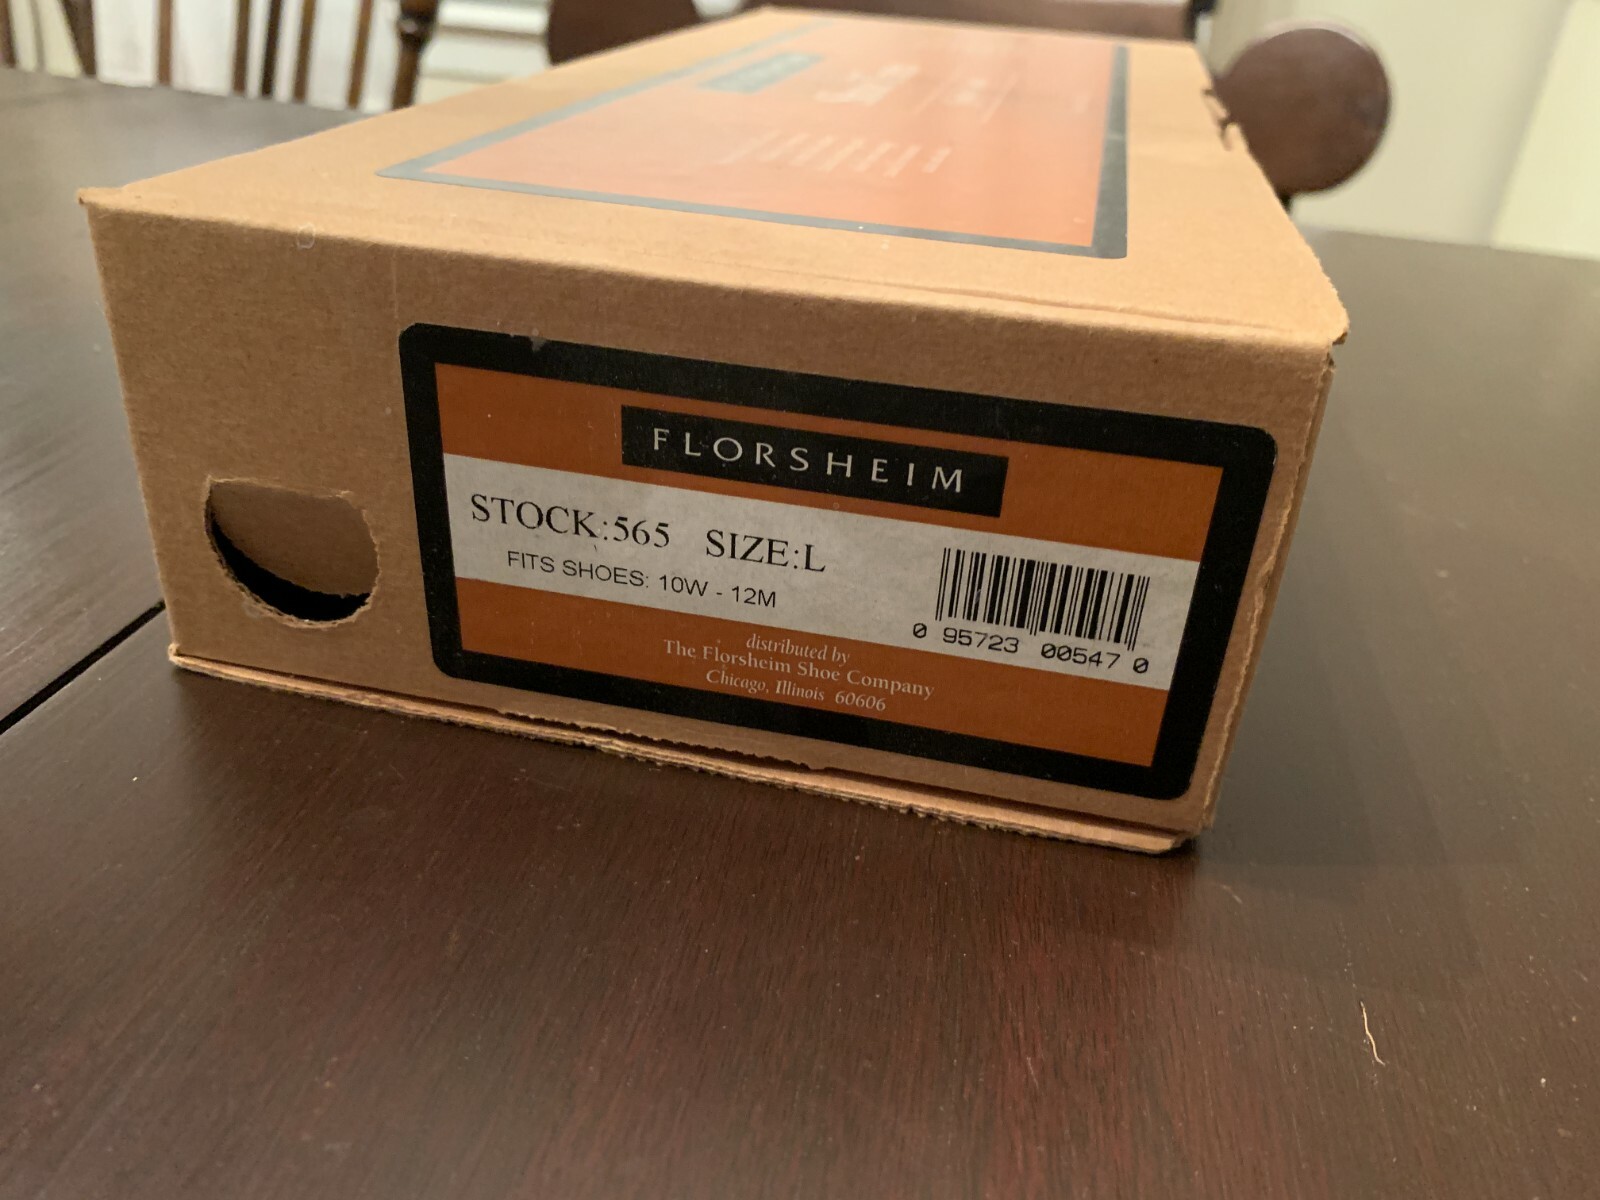 FLORSHEIM
STOCK:565 SIZE:L
FITS SHOES: 10W - 12M
0 95723 00547 0
distributed by
The Florsheim Shoe Company
Chicago, Illinois 60606